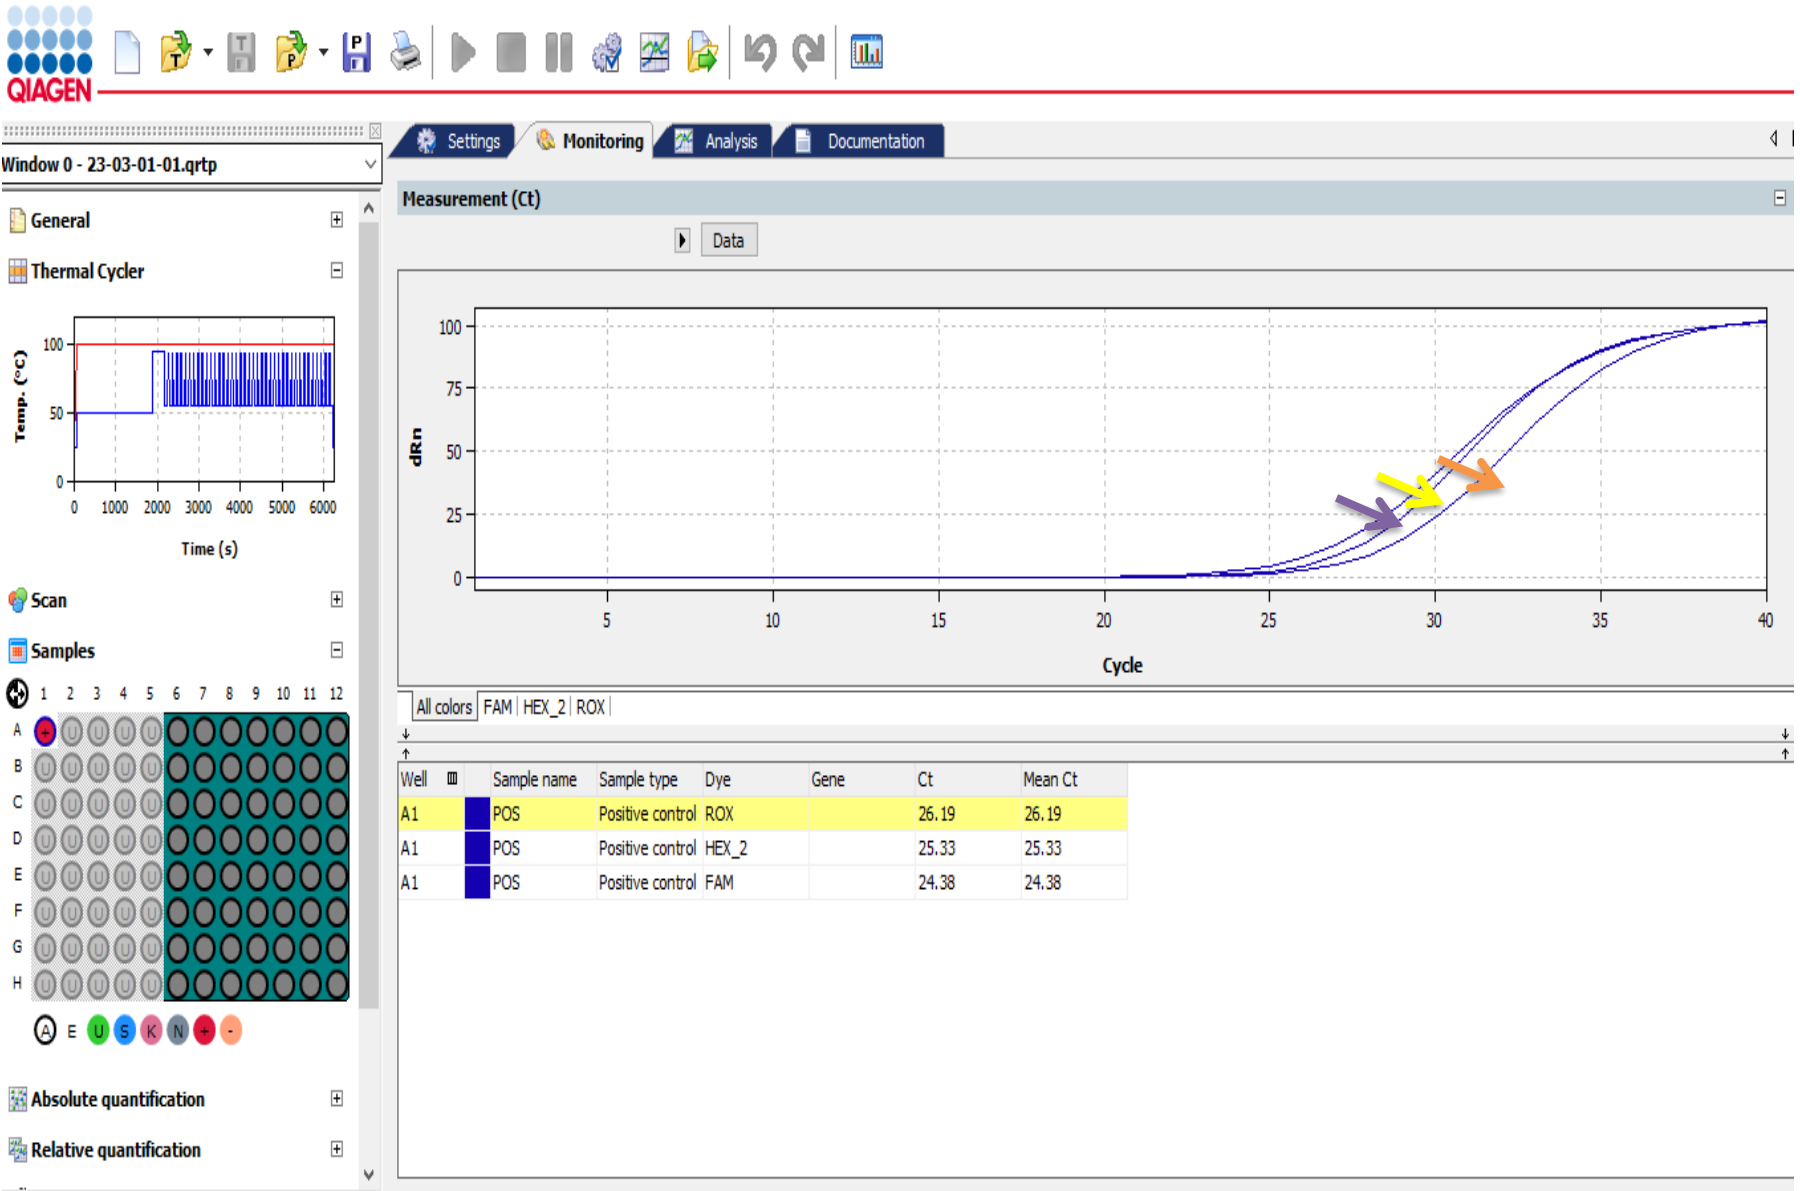 T
T
P
P
QIAGEN
Window 0 - 23-03-01-01.qrtp
Settings
Monitoring
Analysis
Documentation
General
Thermal Cycler
100
50
0
Temp. (°C)
0 1000 2000 3000 4000 5000 6000
Time (s)
Scan
Samples
1 2 3 4 5 6 7 8 9 10 11 12
A + U U U U
B U U U U U
C U U U U U
D U U U U U
E U U U U U
F U U U U U
G U U U U U
H U U U U U
A E U S K N + -
Absolute quantification
Relative quantification
Measurement (Ct)
Data
100
75
50
25
0
dRn
5 10 15 20 25 30 35 40
Cycle
All colors FAM HEX_2 ROX
Well Sample name Sample type Dye Gene Ct Mean Ct
A1 POS Positive control ROX 26.19 26.19
A1 POS Positive control HEX_2 25.33 25.33
A1 POS Positive control FAM 24.38 24.38